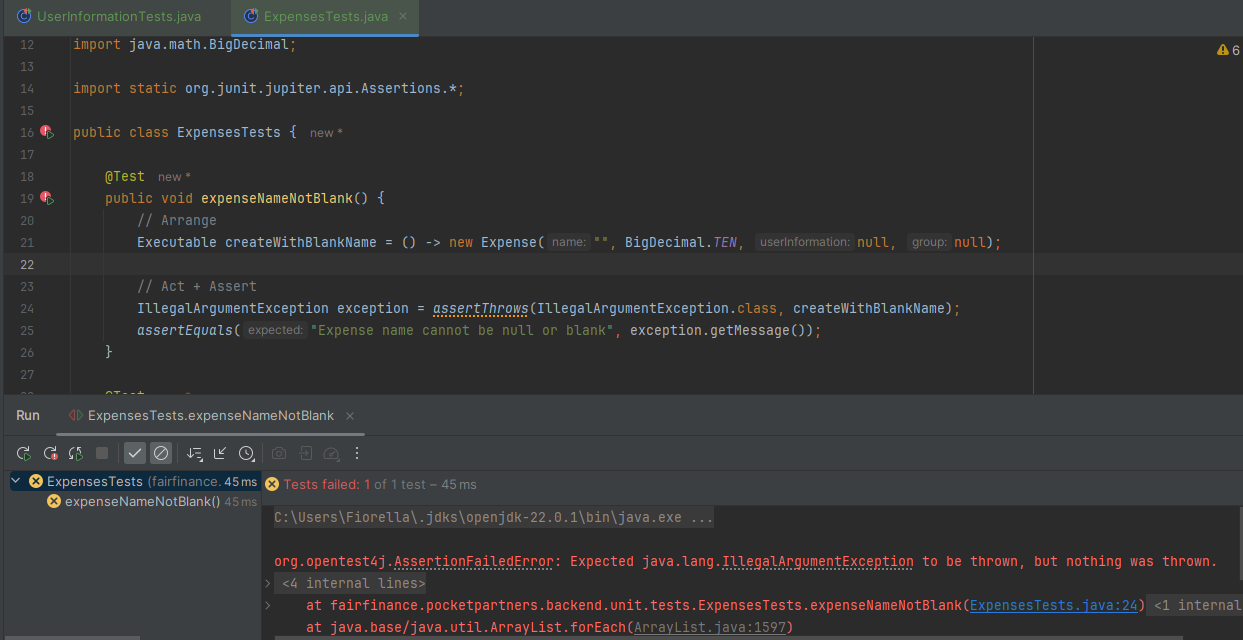 UserInformationTests.java ExpensesTests.java
12 import java.math.BigDecimal;
6
13
14 import static org.junit.jupiter.api.Assertions.*;
15
16 public class ExpensesTests { new *
17
18 @Test new *
19 public void expenseNameNotBlank() {
20 // Arrange
21 Executable createWithBlankName = () -> new Expense( name: "", BigDecimal.TEN, userInformation: null, group: null);
22
23 // Act + Assert
24 IllegalArgumentException exception = assertThrows(IllegalArgumentException.class, createWithBlankName);
25 assertEquals( expected: "Expense name cannot be null or blank", exception.getMessage());
26 }
27
Run ExpensesTests.expenseNameNotBlank
ExpensesTests (fairfinance. 45 ms
expenseNameNotBlank() 45 ms
Tests failed: 1 of 1 test – 45 ms
C:\Users\Fiorella\.jdks\openjdk-22.0.1\bin\java.exe ...
org.opentest4j.AssertionFailedError: Expected java.lang.IllegalArgumentException to be thrown, but nothing was thrown.
<4 internal lines>
at fairfinance.pocketpartners.backend.unit.tests.ExpensesTests.expenseNameNotBlank(ExpensesTests.java:24) <1 internal
at java.base/java.util.ArrayList.forEach(ArrayList.java:1597)